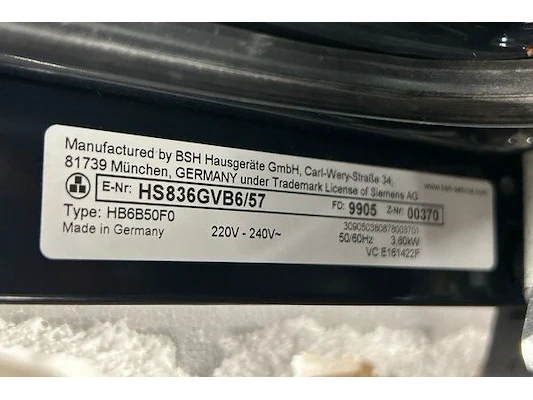 Manufactured by BSH Hausgeräte GmbH, Carl-Wery-Straße 34,
81739 München, GERMANY under Trademark License of Siemens AG
E-Nr: HS836GVB6/57 FD: 9905 Z-Nr: 00370
Type: HB6B50F0 220V - 240V~ 309050380878003701
Made in Germany 50/60Hz 3,60kW
VC E161422F